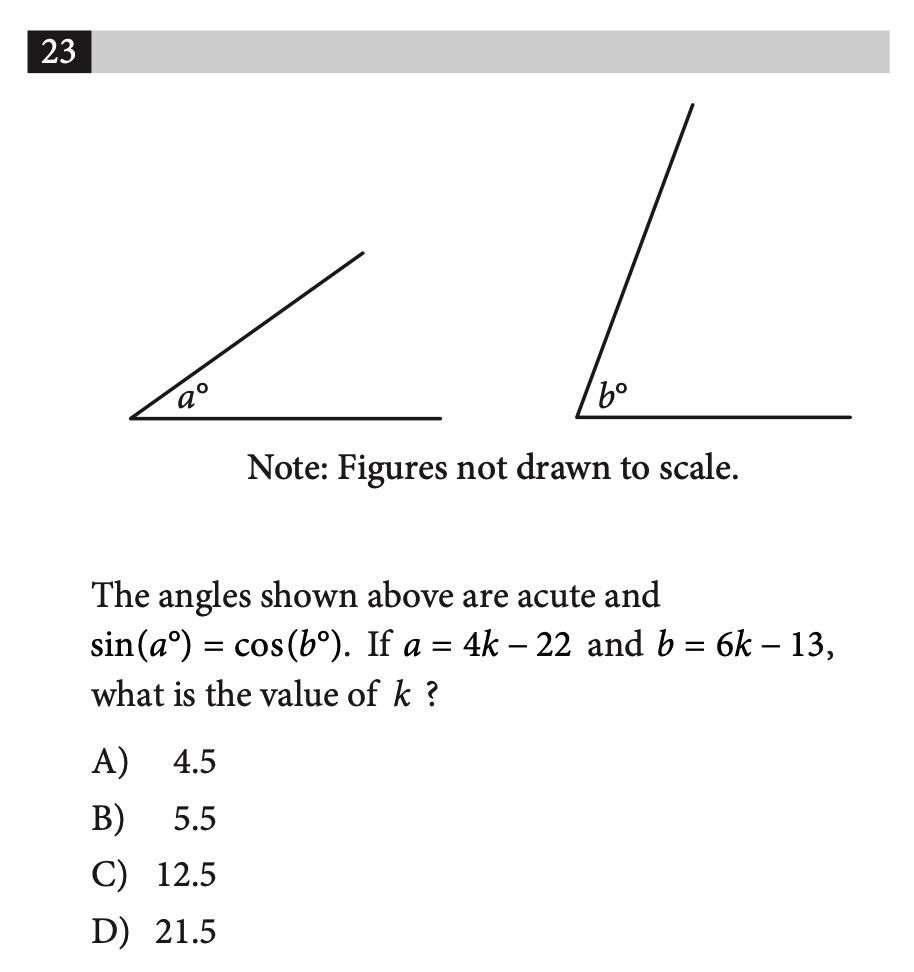 23
a° b°
Note: Figures not drawn to scale.
The angles shown above are acute and
sin(a°) = cos(b°). If a = 4k − 22 and b = 6k − 13,
what is the value of k ?
A) 4.5
B) 5.5
C) 12.5
D) 21.5